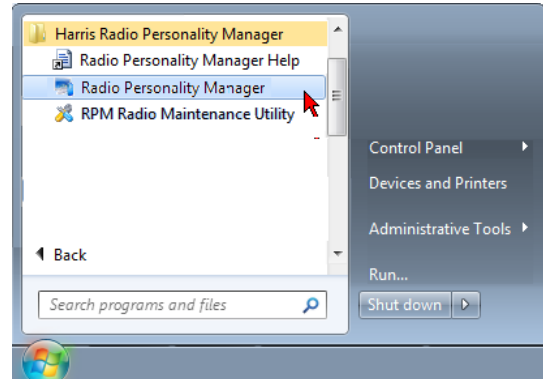 Harris Radio Personality Manager
Radio Personality Manager Help
Radio Personality Manager
RPM Radio Maintenance Utility
Back
Search programs and files
Control Panel
Devices and Printers
Administrative Tools
Run...
Shut down